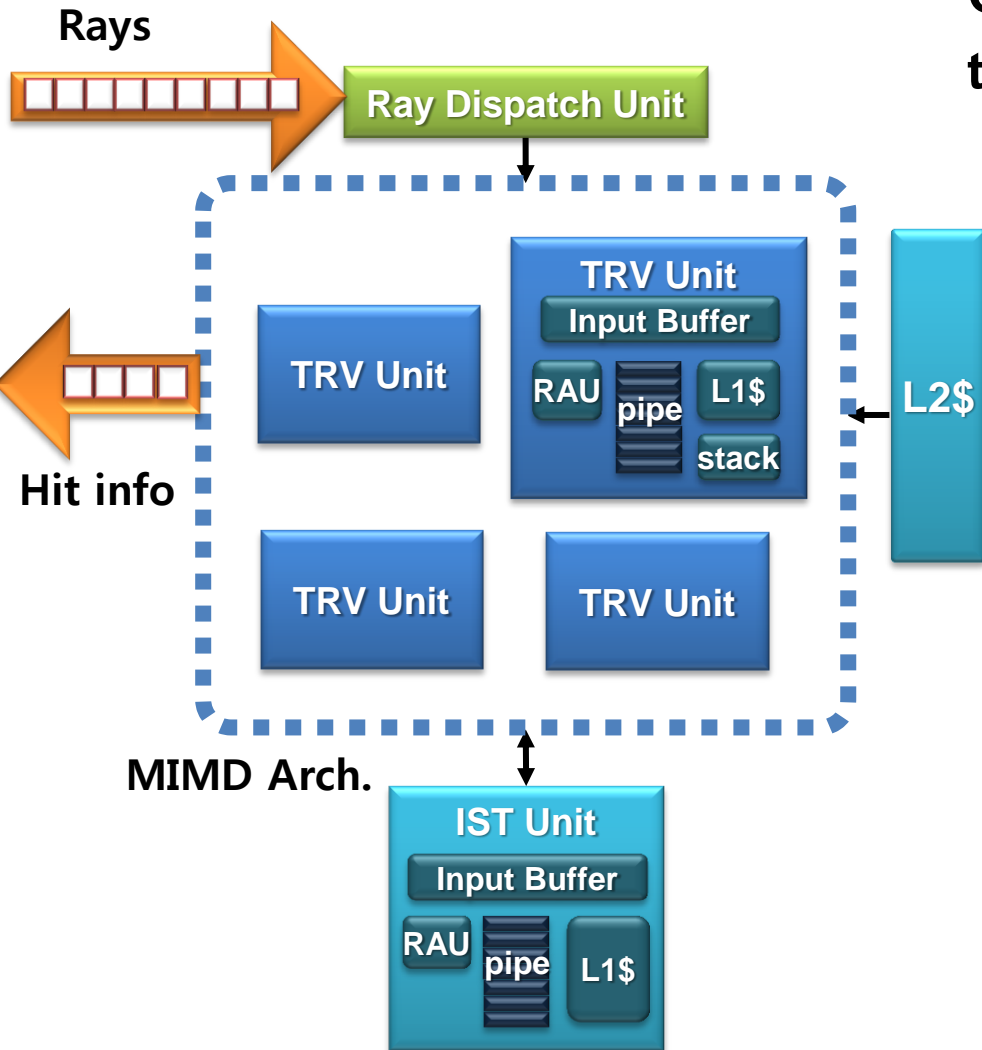 Rays
Ray Dispatch Unit
TRV Unit
Input Buffer
RAU
pipe
L1$
stack
TRV Unit
L2$
Hit info
TRV Unit
TRV Unit
MIMD Arch.
IST Unit
Input Buffer
RAU
pipe
L1$